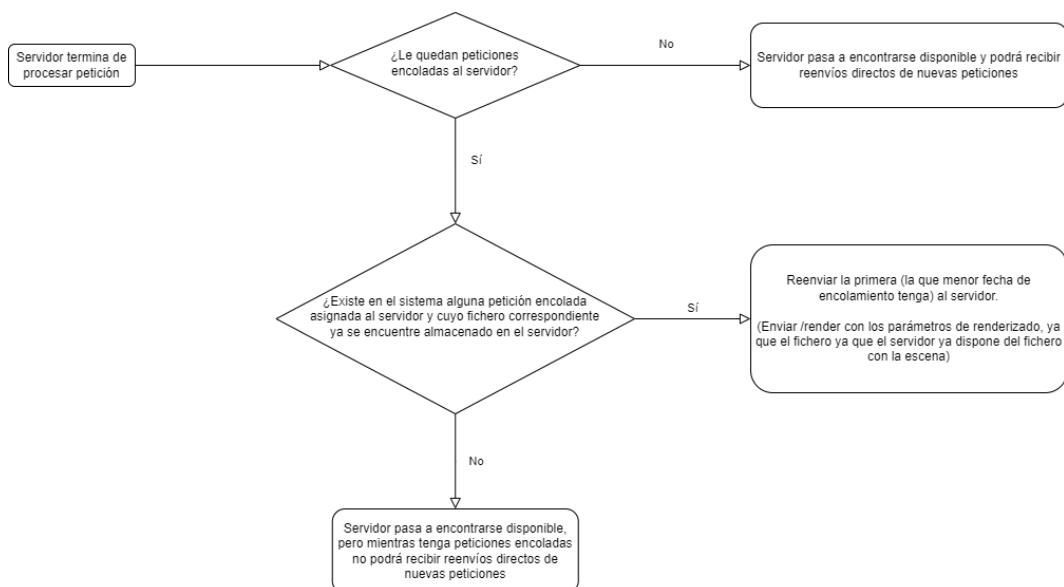 Servidor termina de
procesar petición
¿Le quedan peticiones
encoladas al servidor?
No
Servidor pasa a encontrarse disponible y podrá recibir
reenvíos directos de nuevas peticiones
Sí
¿Existe en el sistema alguna petición encolada
asignada al servidor y cuyo fichero correspondiente
ya se encuentre almacenado en el servidor?
Sí
Reenviar la primera (la que menor fecha de
encolamiento tenga) al servidor.
(Enviar /render con los parámetros de renderizado, ya
que el fichero ya que el servidor ya dispone del fichero
con la escena)
No
Servidor pasa a encontrarse disponible,
pero mientras tenga peticiones encoladas
no podrá recibir reenvíos directos de
nuevas peticiones